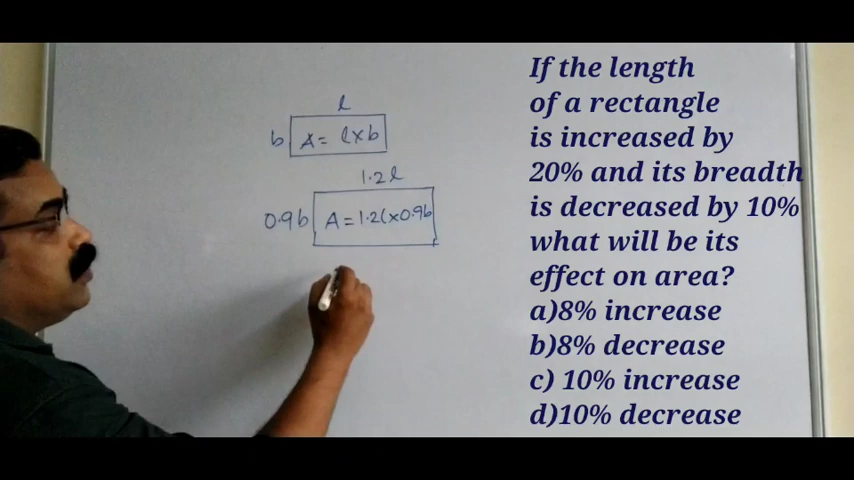 l
b
A = l×b
1.2l
0.9b
A = 1.2l×0.9b
If the length
of a rectangle
is increased by
20% and its breadth
is decreased by 10%
what will be its
effect on area?
a)8% increase
b)8% decrease
c) 10% increase
d)10% decrease